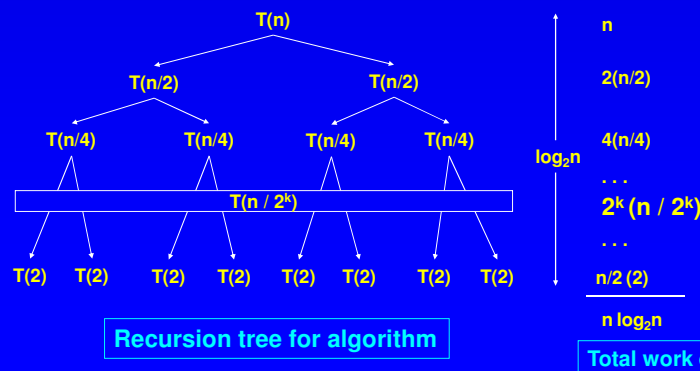 T(n) n
T(n/2) T(n/2) 2(n/2)
T(n/4) T(n/4) T(n/4) T(n/4) 4(n/4)
log₂n
. . .
T(n / 2ᵏ) 2ᵏ (n / 2ᵏ)
. . .
T(2) T(2) T(2) T(2) T(2) T(2) T(2) T(2) n/2 (2)
n log₂n
Recursion tree for algorithm
Total work